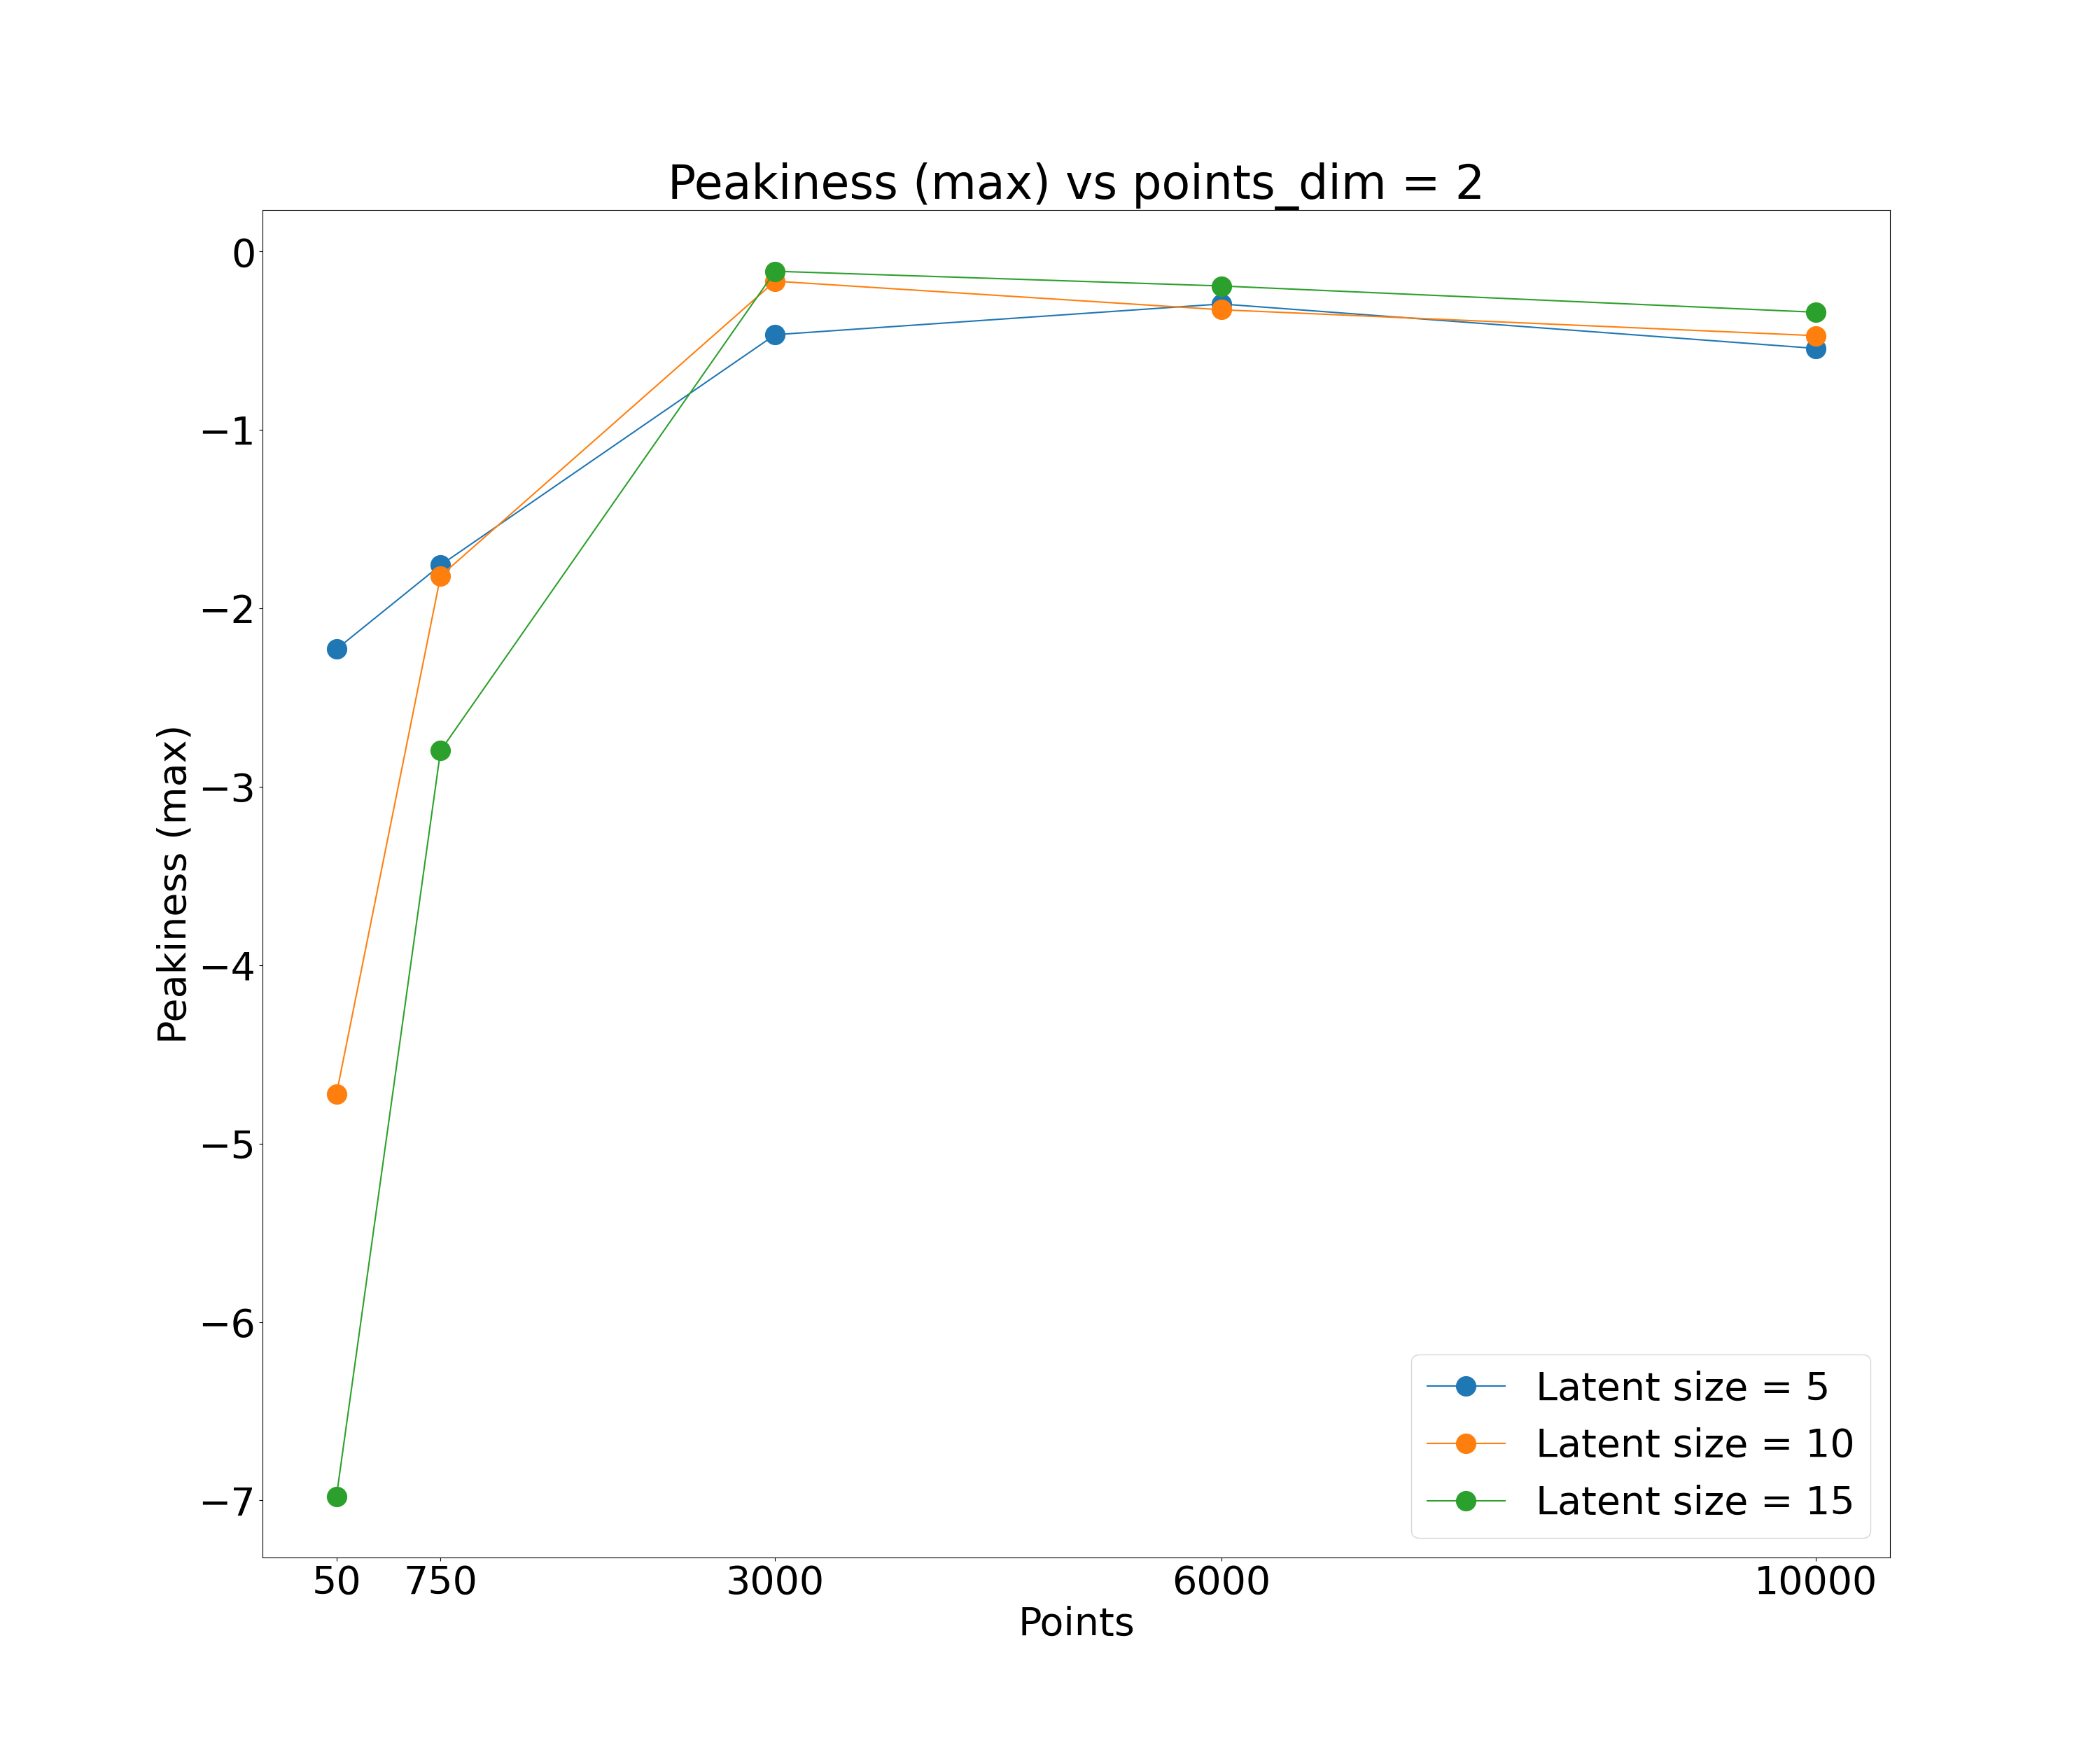 Peakiness (max) vs points_dim = 2
Peakiness (max)
0
−1
−2
−3
−4
−5
−6
−7
50 750 3000 6000 10000
Points
Latent size = 5
Latent size = 10
Latent size = 15